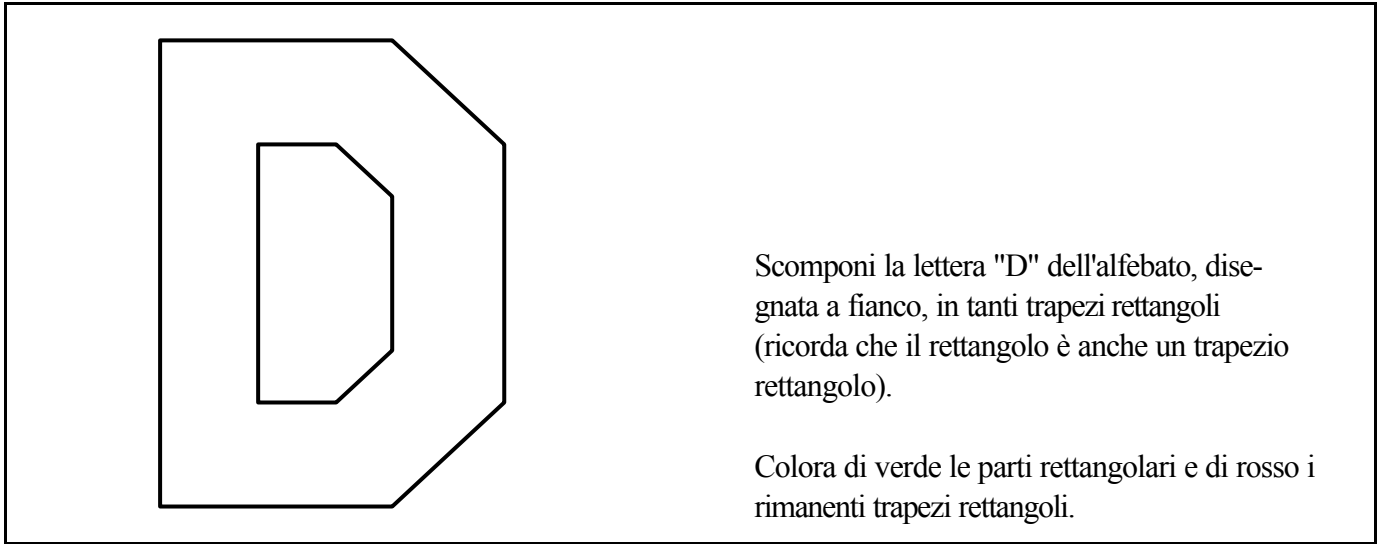 Scomponi la lettera "D" dell'alfebato, dise-
gnata a fianco, in tanti trapezi rettangoli
(ricorda che il rettangolo è anche un trapezio
rettangolo).
Colora di verde le parti rettangolari e di rosso i
rimanenti trapezi rettangoli.